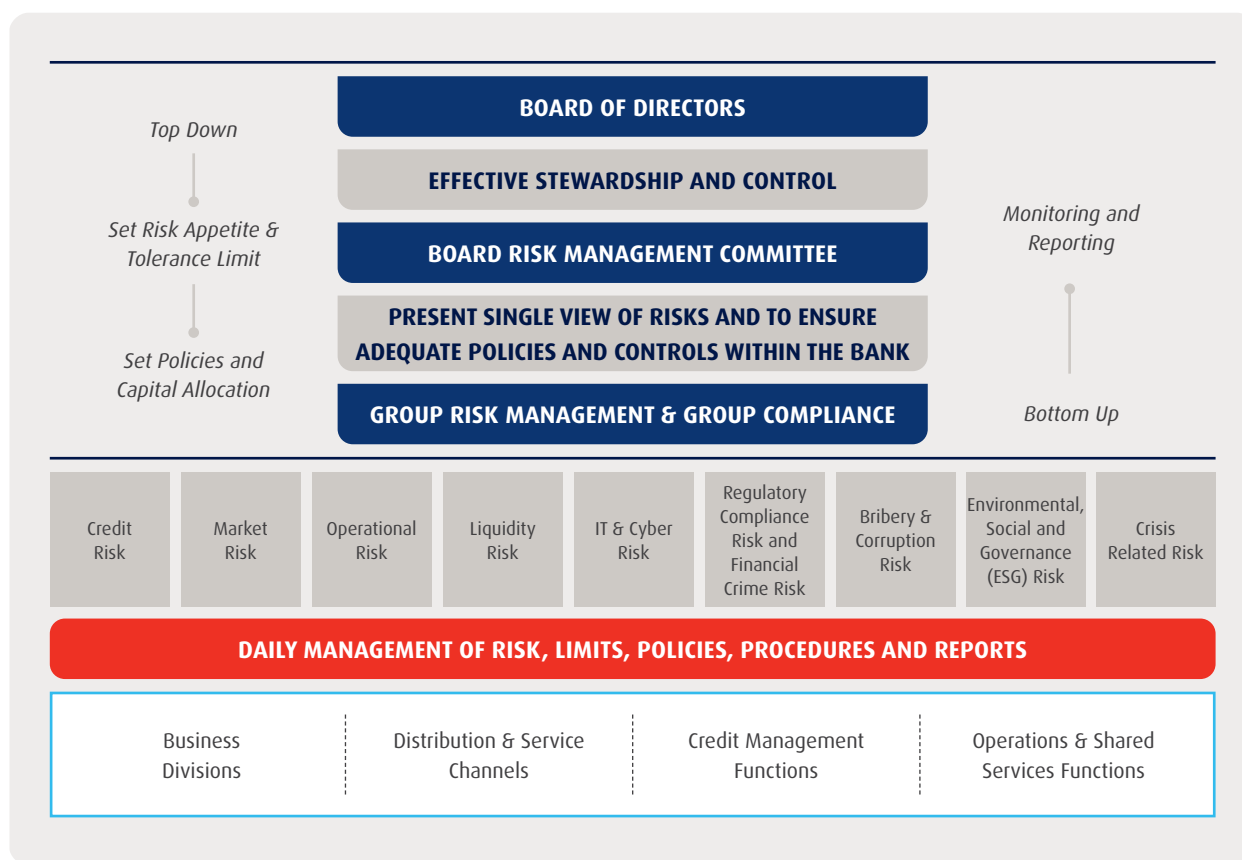 BOARD OF DIRECTORS
Top Down
EFFECTIVE STEWARDSHIP AND CONTROL
Set Risk Appetite &
Tolerance Limit
Monitoring and
Reporting
BOARD RISK MANAGEMENT COMMITTEE
PRESENT SINGLE VIEW OF RISKS AND TO ENSURE
ADEQUATE POLICIES AND CONTROLS WITHIN THE BANK
Set Policies and
Capital Allocation
GROUP RISK MANAGEMENT & GROUP COMPLIANCE
Bottom Up
Credit
Risk
Market
Risk
Operational
Risk
Liquidity
Risk
IT & Cyber
Risk
Regulatory
Compliance
Risk and
Financial
Crime Risk
Bribery &
Corruption
Risk
Environmental,
Social and
Governance
(ESG) Risk
Crisis
Related Risk
DAILY MANAGEMENT OF RISK, LIMITS, POLICIES, PROCEDURES AND REPORTS
Business
Divisions
Distribution & Service
Channels
Credit Management
Functions
Operations & Shared
Services Functions